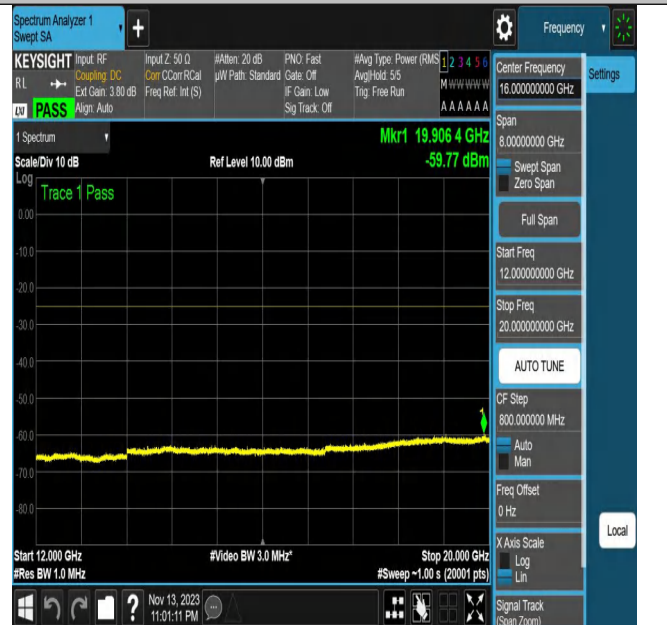 Spectrum Analyzer 1
Swept SA
+
Frequency
KEYSIGHT
RL
LXI PASS
Input: RF
Coupling: DC
Ext Gain: 3.80 dB
Align: Auto
Input Z: 50 Ω
Corr CCorr RCal
Freq Ref: Int (S)
#Atten: 20 dB
µW Path: Standard
PNO: Fast
Gate: Off
IF Gain: Low
Sig Track: Off
#Avg Type: Power (RMS
Avg|Hold: 5/5
Trig: Free Run
1 2 3 4 5 6
M W W W W W
A A A A A A
1 Spectrum
Scale/Div 10 dB
Log
Ref Level 10.00 dBm
Mkr1 19.906 4 GHz
-59.77 dBm
Trace 1 Pass
0.00
-10.0
-20.0
-30.0
-40.0
-50.0
-60.0
-70.0
-80.0
1
Start 12.000 GHz
#Res BW 1.0 MHz
#Video BW 3.0 MHz*
Stop 20.000 GHz
#Sweep ~1.00 s (20001 pts)
Center Frequency
16.000000000 GHz
Settings
Span
8.00000000 GHz
Swept Span
Zero Span
Full Span
Start Freq
12.000000000 GHz
Stop Freq
20.000000000 GHz
AUTO TUNE
CF Step
800.000000 MHz
Auto
Man
Freq Offset
0 Hz
X Axis Scale
Log
Lin
Local
Signal Track
(Span Zoom)
?
Nov 13, 2023
11:01:11 PM